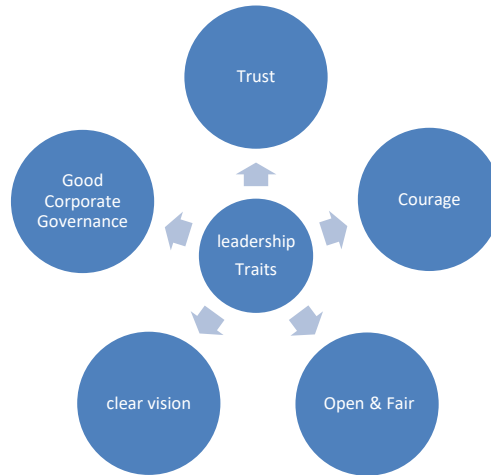 Trust
Good
Corporate
Governance
Courage
leadership
Traits
clear vision
Open & Fair